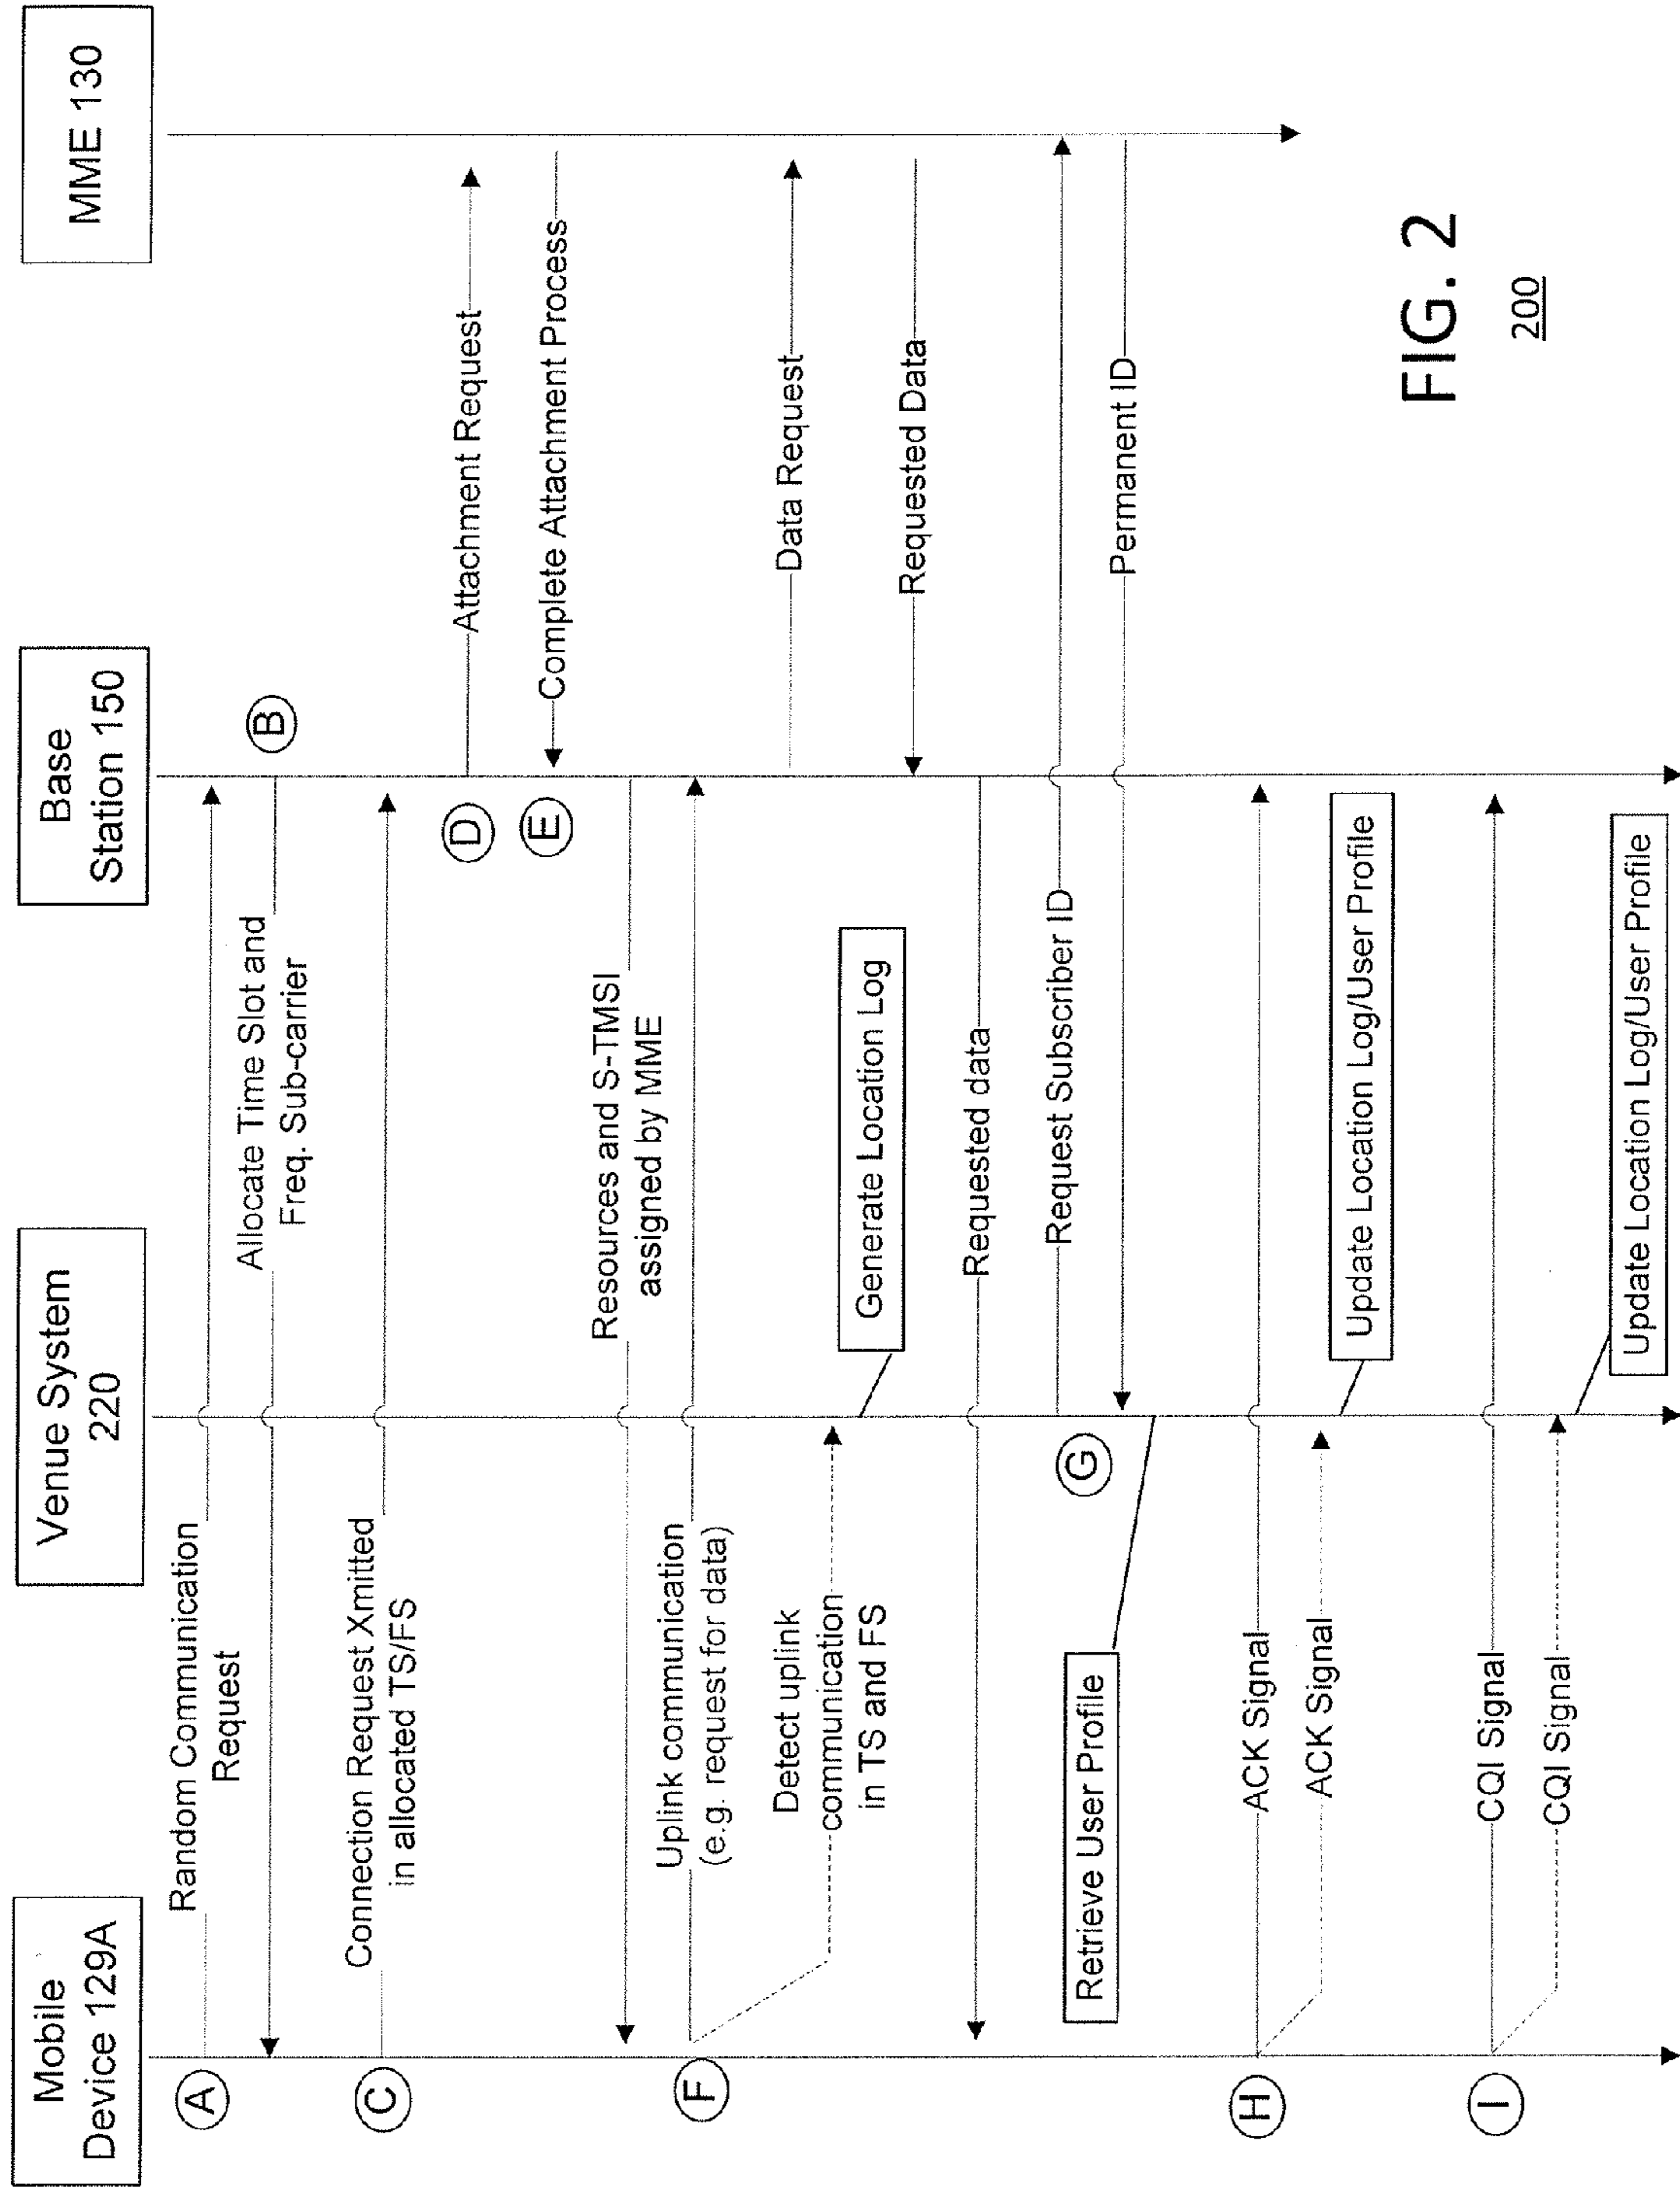 Mobile
Device 129A
Venue System
220
Base
Station 150
MME 130
A
Random Communication
Request
B
Allocate Time Slot and
Freq. Sub-carrier
C
Connection Request Xmitted
in allocated TS/FS
D
Attachment Request
E
Complete Attachment Process
Resources and S-TMSI
assigned by MME
F
Uplink communication
(e.g. request for data)
Data Request
Detect uplink
communication
in TS and FS
Generate Location Log
Requested Data
Requested data
G
Request Subscriber ID
Permanent ID
Retrieve User Profile
H
ACK Signal
ACK Signal
Update Location Log/User Profile
I
CQI Signal
CQI Signal
Update Location Log/User Profile
FIG. 2
200